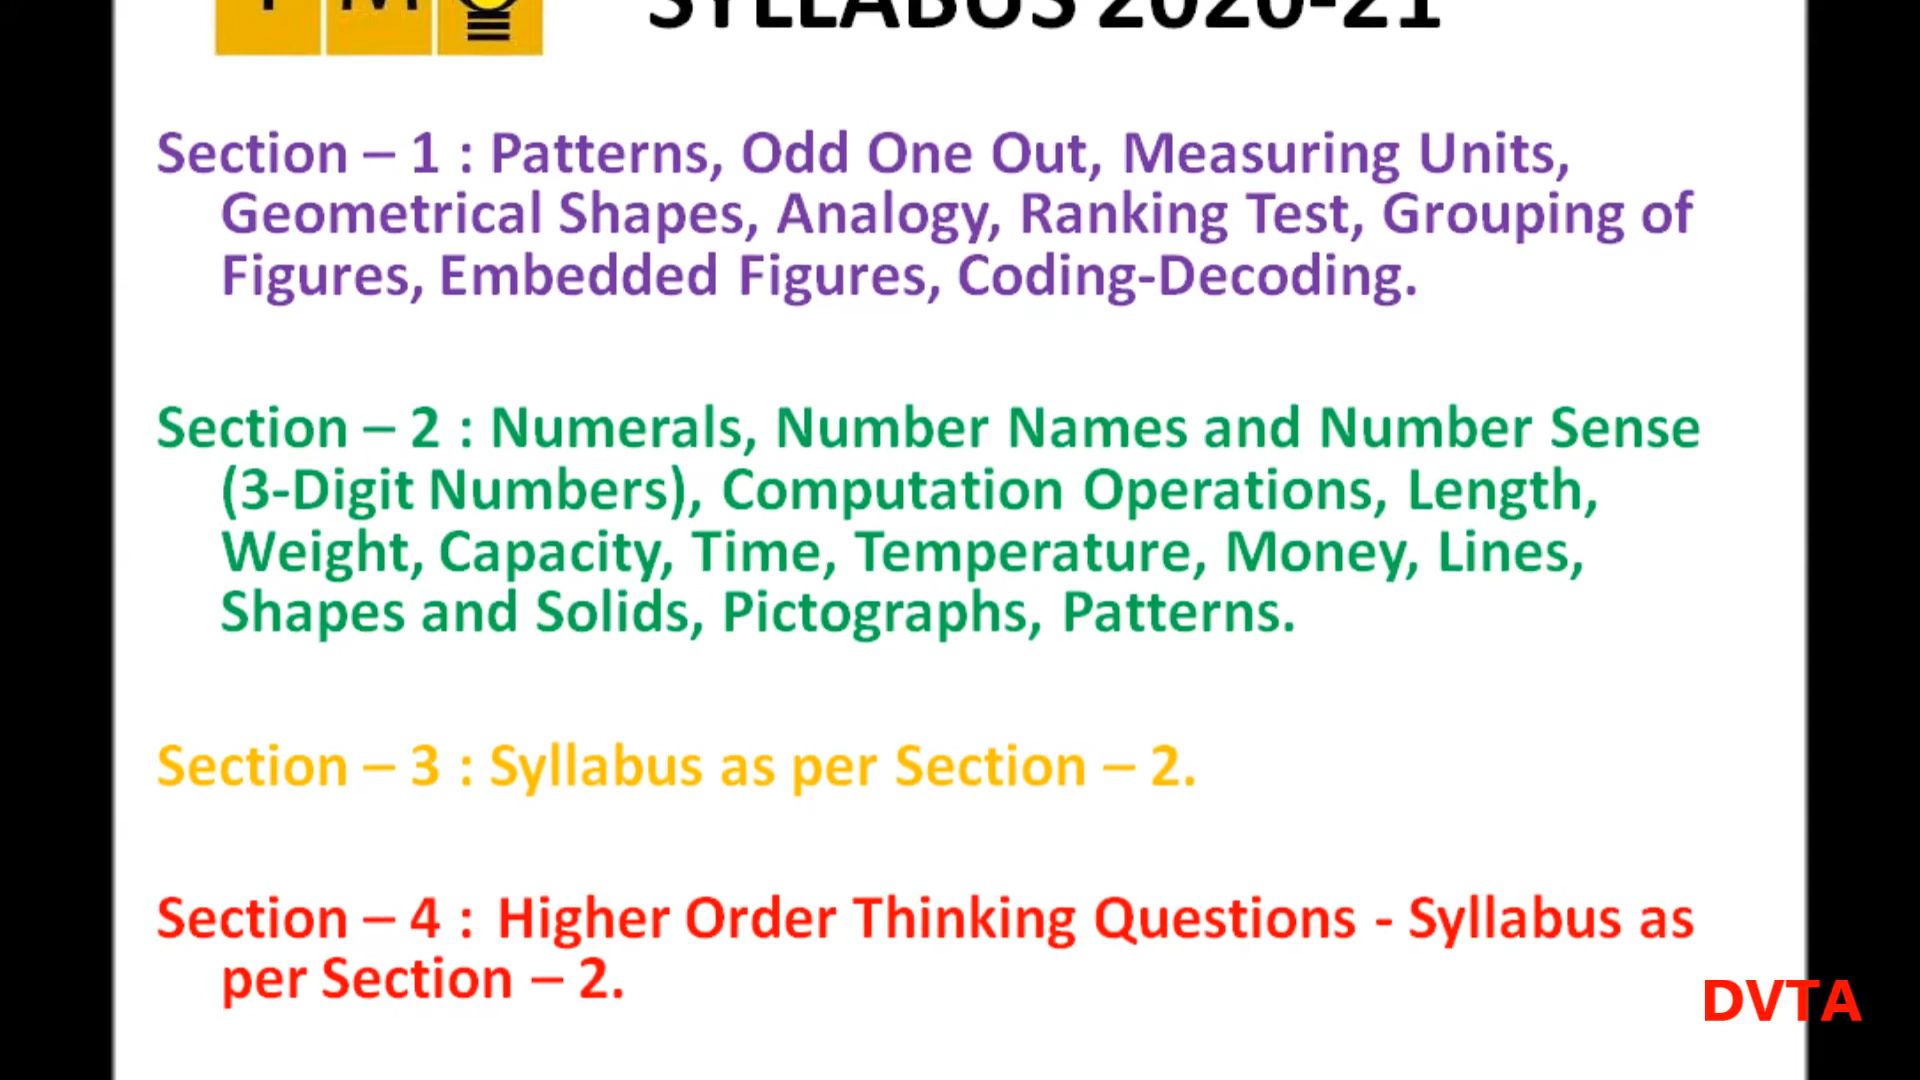 SYLLABUS 2020-21
Section – 1 : Patterns, Odd One Out, Measuring Units,
Geometrical Shapes, Analogy, Ranking Test, Grouping of
Figures, Embedded Figures, Coding-Decoding.
Section – 2 : Numerals, Number Names and Number Sense
(3-Digit Numbers), Computation Operations, Length,
Weight, Capacity, Time, Temperature, Money, Lines,
Shapes and Solids, Pictographs, Patterns.
Section – 3 : Syllabus as per Section – 2.
Section – 4 : Higher Order Thinking Questions - Syllabus as
per Section – 2.
DVTA